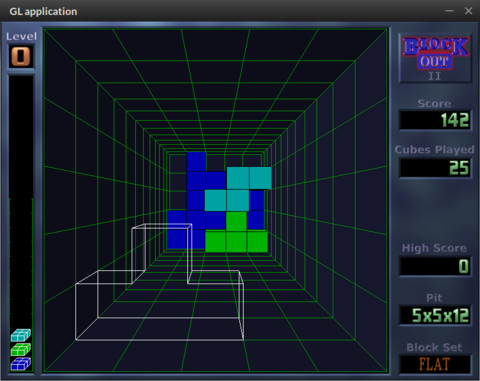 GL application
Level
0
BLOCK
OUT
II
Score
142
Cubes Played
25
High Score
0
Pit
5x5x12
Block Set
FLAT